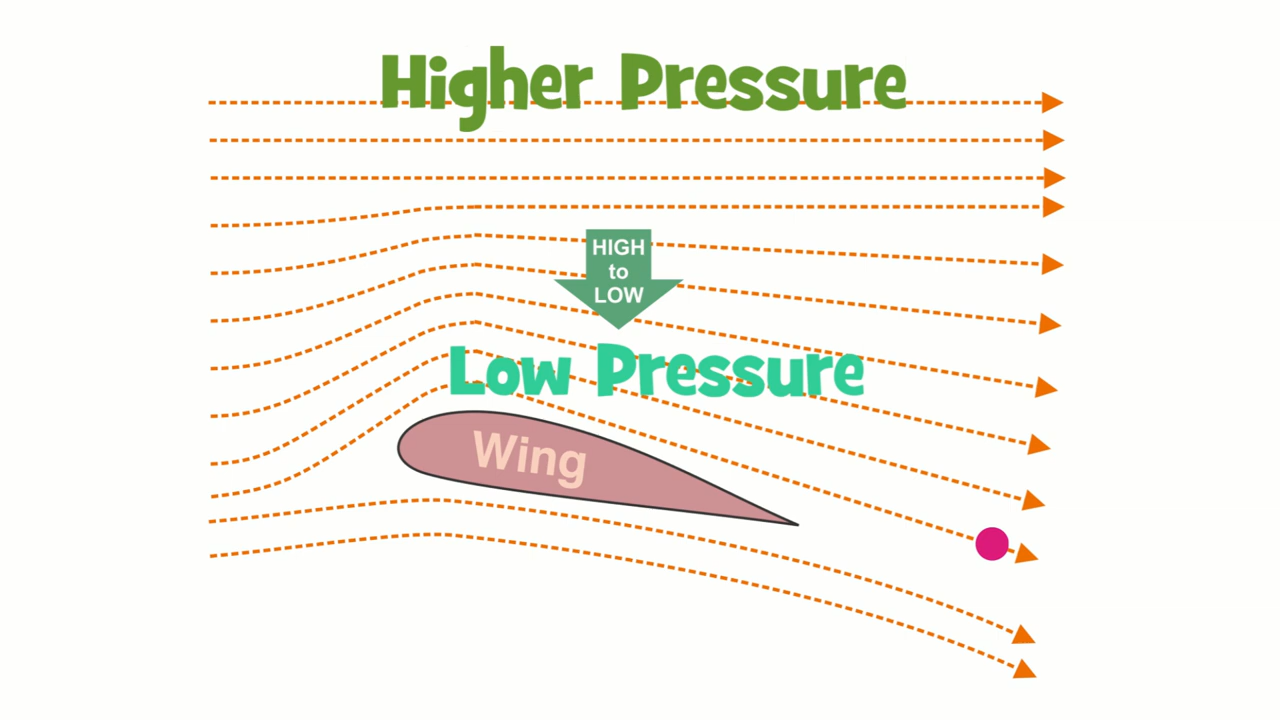 Higher Pressure
HIGH
to
LOW
Low Pressure
Wing